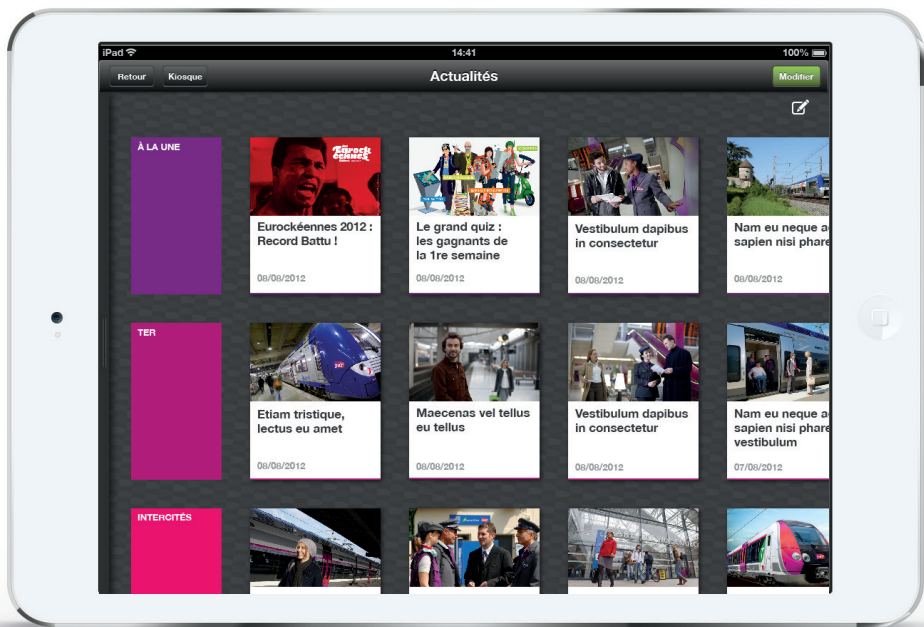 iPad
14:41
100%
Retour
Kiosque
Actualités
Modifier
À LA UNE
Eurock
éennes
Eurockéennes 2012 :
Record Battu !
08/08/2012
Le grand quiz :
les gagnants de
la 1re semaine
08/08/2012
Vestibulum dapibus
in consectetur
08/08/2012
Nam eu neque a
sapien nisi phare
08/08/2012
TER
Etiam tristique,
lectus eu amet
08/08/2012
Maecenas vel tellus
eu tellus
08/08/2012
Vestibulum dapibus
in consectetur
08/08/2012
Nam eu neque a
sapien nisi phare
vestibulum
07/08/2012
INTERCITÉS